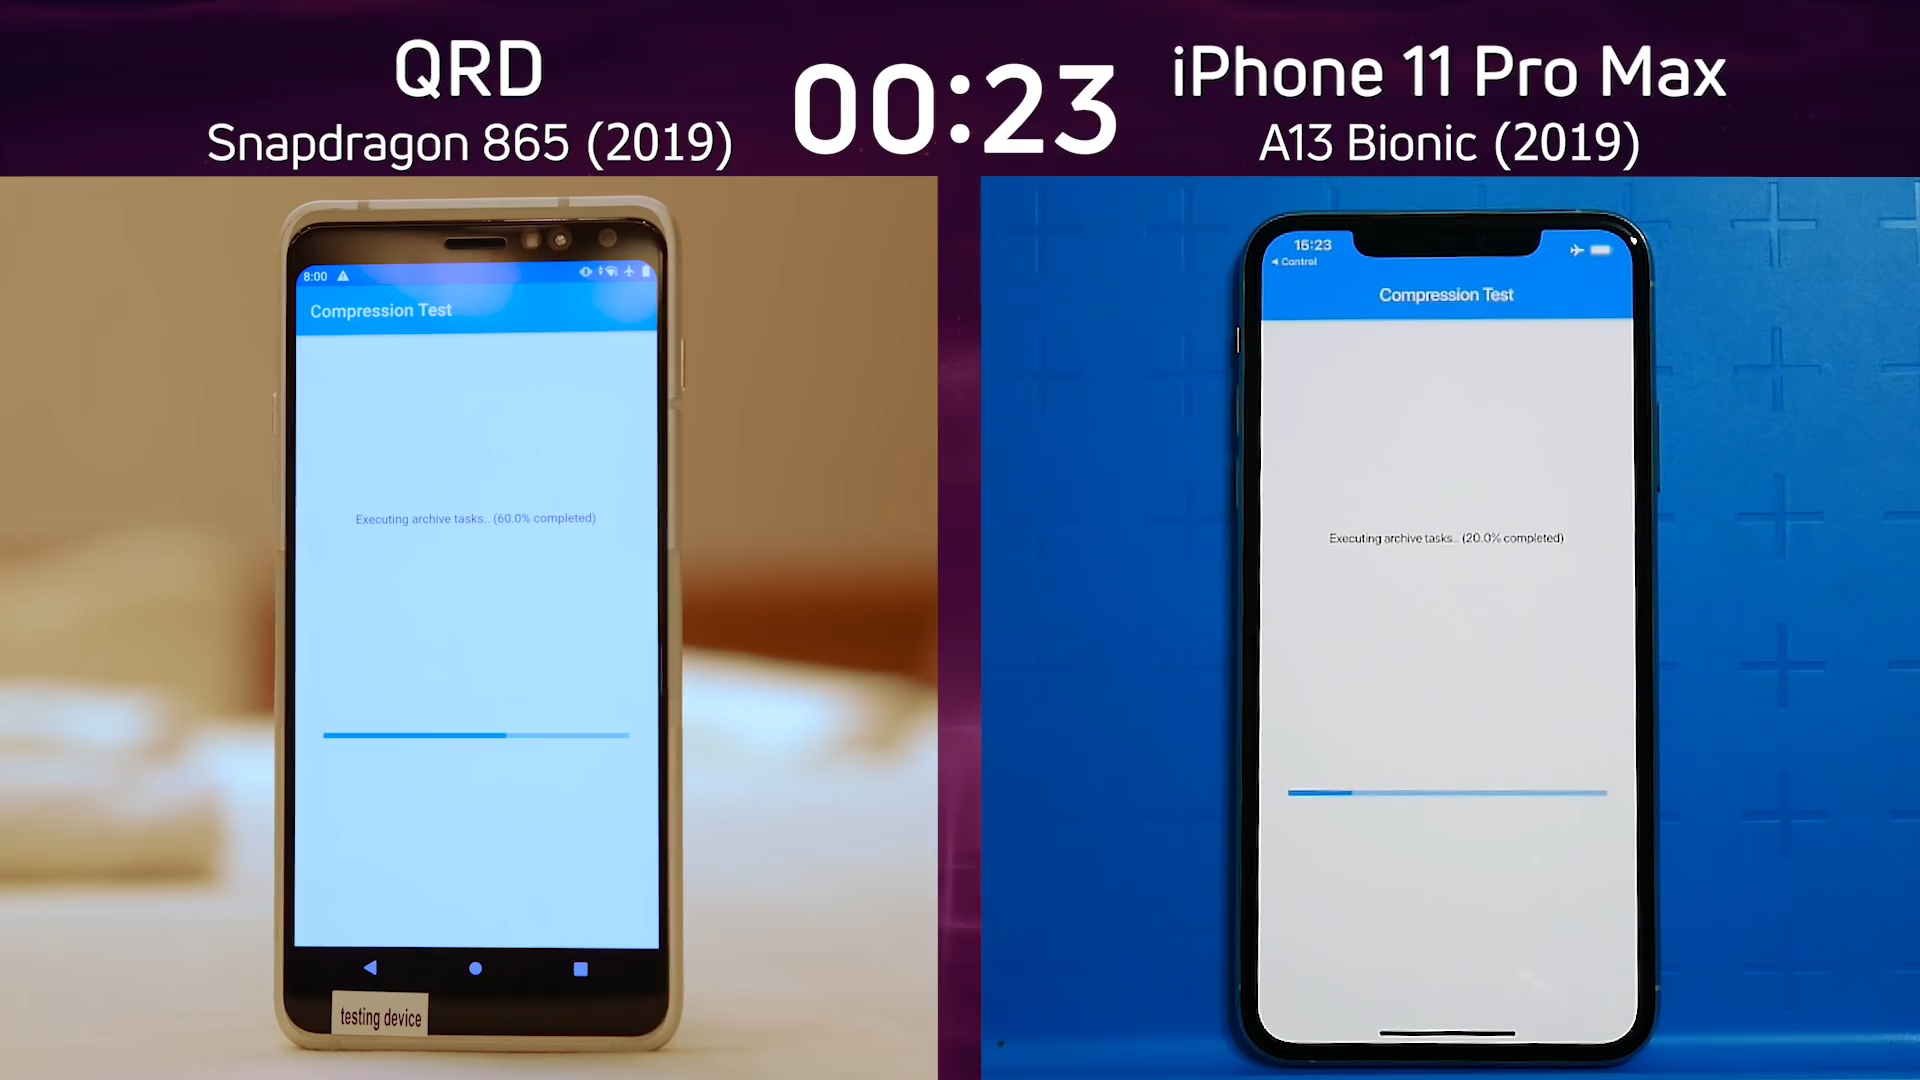 QRD
Snapdragon 865 (2019)
00:23
iPhone 11 Pro Max
A13 Bionic (2019)
8:00
Compression Test
Executing archive tasks.. (60.0% completed)
testing device
15:23
◀ Control
Compression Test
Executing archive tasks.. (20.0% completed)